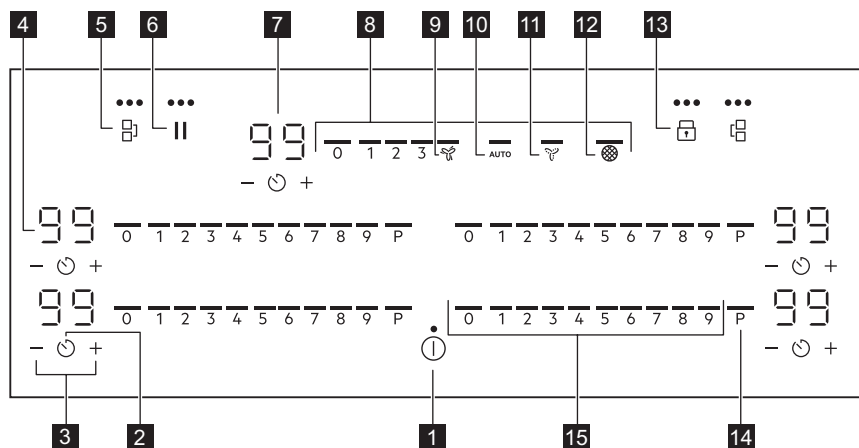 4 5 6 7 8 9 10 11 12 13
99 0 1 2 3 AUTO
− +
99 0 1 2 3 4 5 6 7 8 9 P 0 1 2 3 4 5 6 7 8 9 P 99
− + − +
99 0 1 2 3 4 5 6 7 8 9 P 0 1 2 3 4 5 6 7 8 9 P 99
− + − +
3 2 1 15 14